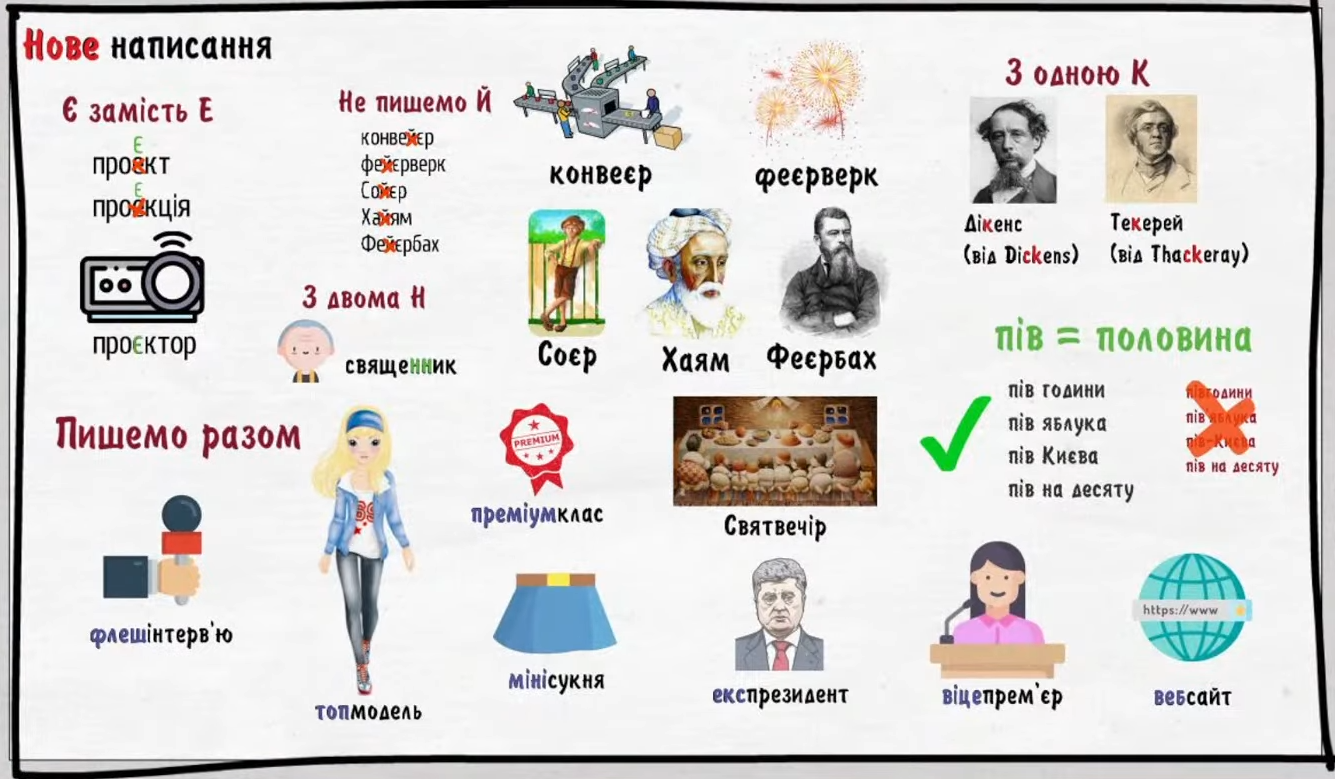 Нове написання
Є замість Е
Є
проект
Є
проекція
проєктор
Не пишемо Й
конвейєр
фейєрверк
Сойєр
Хайям
Фейєрбах
З двома Н
священник
конвеєр
феєрверк
Соєр
Хаям
Феєрбах
З одною К
Дікенс
(від Dickens)
Текерей
(від Thackeray)
пів = половина
пів години
пів яблука
пів Києва
пів на десяту
півгодини
пів'яблука
пів-Києва
пів на десяту
Пишемо разом
флешінтерв'ю
топмодель
PREMIUM
преміумклас
Святвечір
мінісукня
експрезидент
віцепрем'єр
https://www
вебсайт